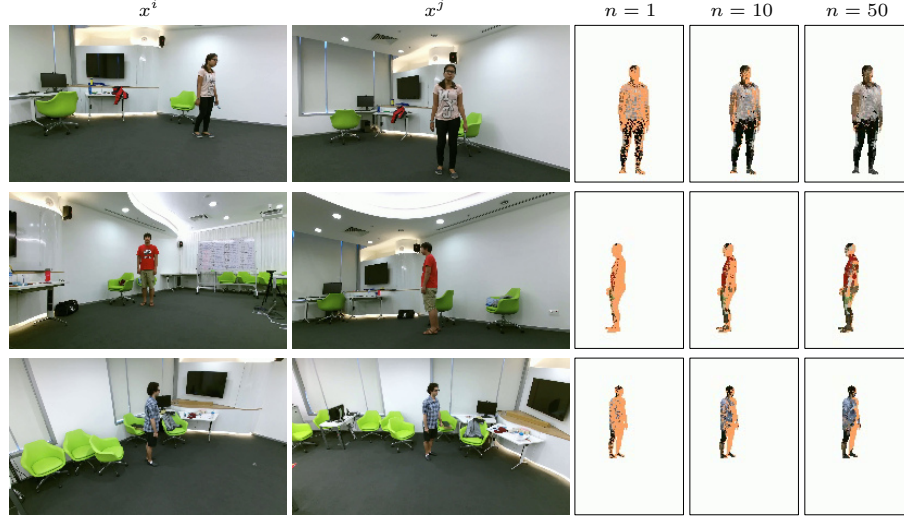 x^i x^j n = 1 n = 10 n = 50